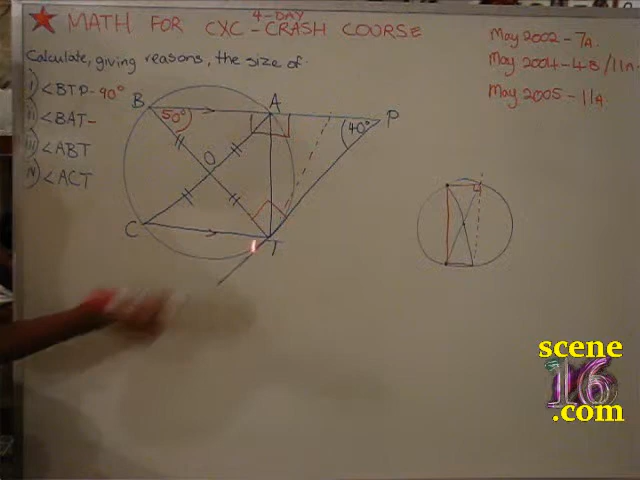 ★ MATH FOR CXC - 4-DAY CRASH COURSE
Calculate, giving reasons, the size of:
i) <BTP - 90°
ii) <BAT -
iii) <ABT
iv) <ACT
May 2002 - 7A.
May 2004 - 4B / 11A
May 2005 - 11A
B
A
P
50°
40°
O
C
T
scene
16
.com